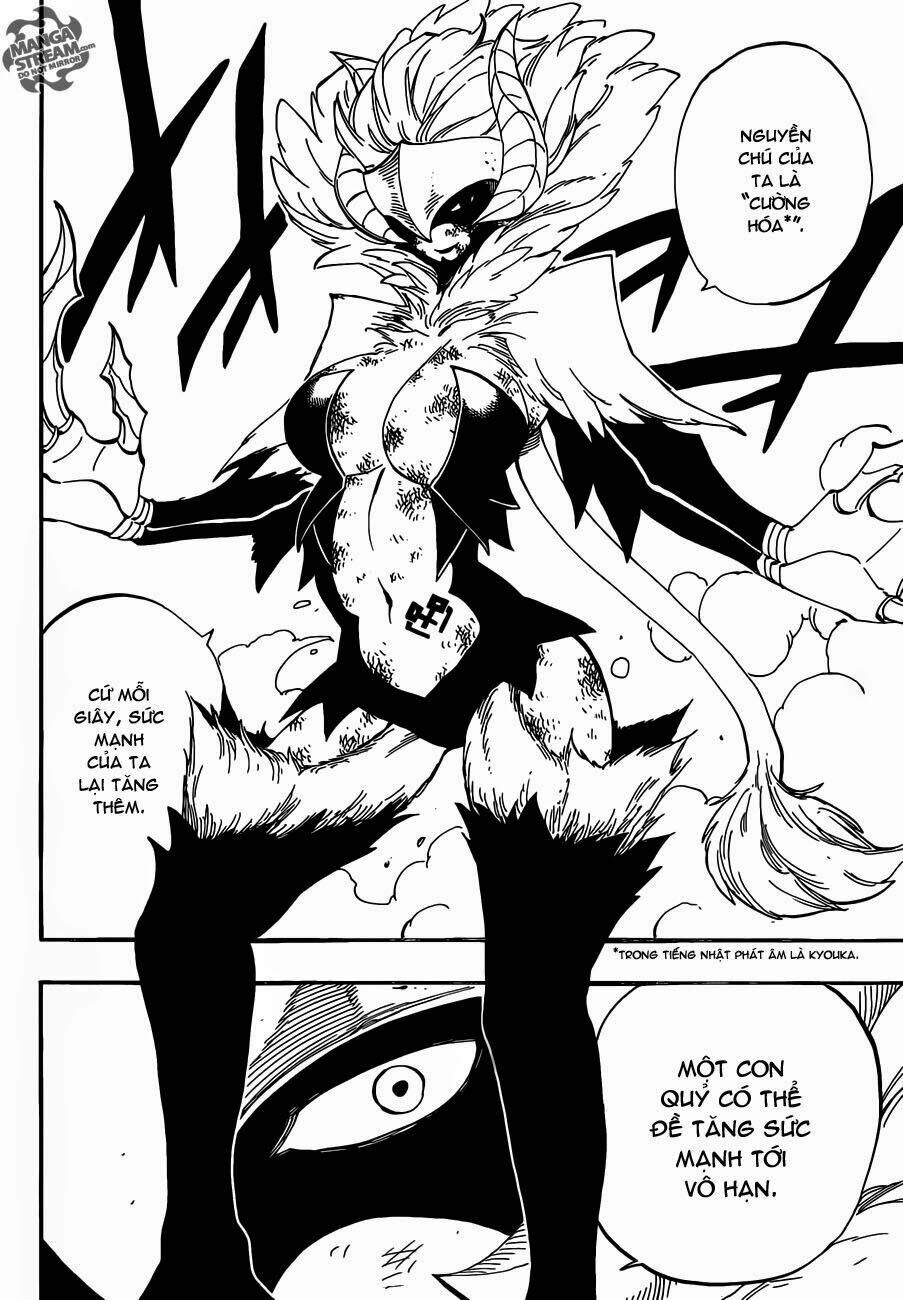 MANGA
STREAM.com
DO NOT MIRROR
NGUYỀN
CHÚ CỦA
TA LÀ
"CƯỜNG
HÓA*".
CỨ MỖI
GIÂY, SỨC
MẠNH
CỦA TA
LẠI TĂNG
THÊM.
*TRONG TIẾNG NHẬT PHÁT ÂM LÀ KYOUKA.
MỘT CON
QUỶ CÓ THỂ
ĐỀ TĂNG SỨC
MẠNH TỚI
VÔ HẠN.